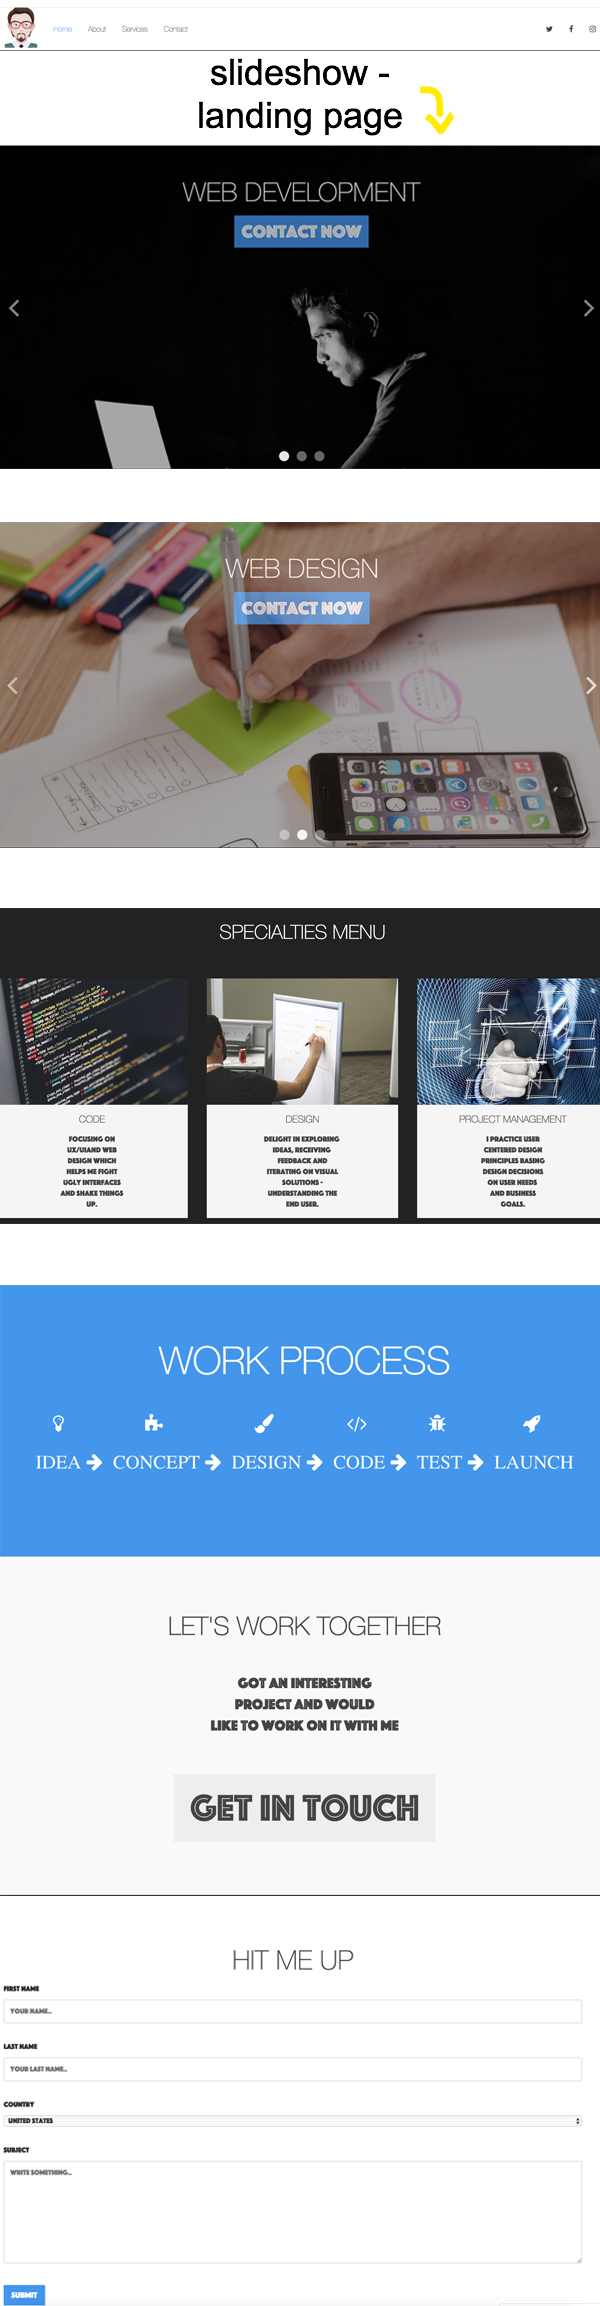 Home About Services Contact
slideshow -
landing page
WEB DEVELOPMENT
CONTACT NOW
WEB DESIGN
CONTACT NOW
SPECIALTIES MENU
CODE
FOCUSING ON
UX/UIAND WEB
DESIGN WHICH
HELPS ME FIGHT
UGLY INTERFACES
AND SHAKE THINGS
UP.
DESIGN
DELIGHT IN EXPLORING
IDEAS, RECEIVING
FEEDBACK AND
ITERATING ON VISUAL
SOLUTIONS -
UNDERSTANDING THE
END USER.
PROJECT MANAGEMENT
I PRACTICE USER
CENTERED DESIGN
PRINCIPLES BASING
DESIGN DECISIONS
ON USER NEEDS
AND BUSINESS
GOALS.
WORK PROCESS
IDEA CONCEPT DESIGN CODE TEST LAUNCH
LET'S WORK TOGETHER
GOT AN INTERESTING
PROJECT AND WOULD
LIKE TO WORK ON IT WITH ME
GET IN TOUCH
HIT ME UP
FIRST NAME
YOUR NAME..
LAST NAME
YOUR LAST NAME..
COUNTRY
UNITED STATES
SUBJECT
WRITE SOMETHING..
SUBMIT